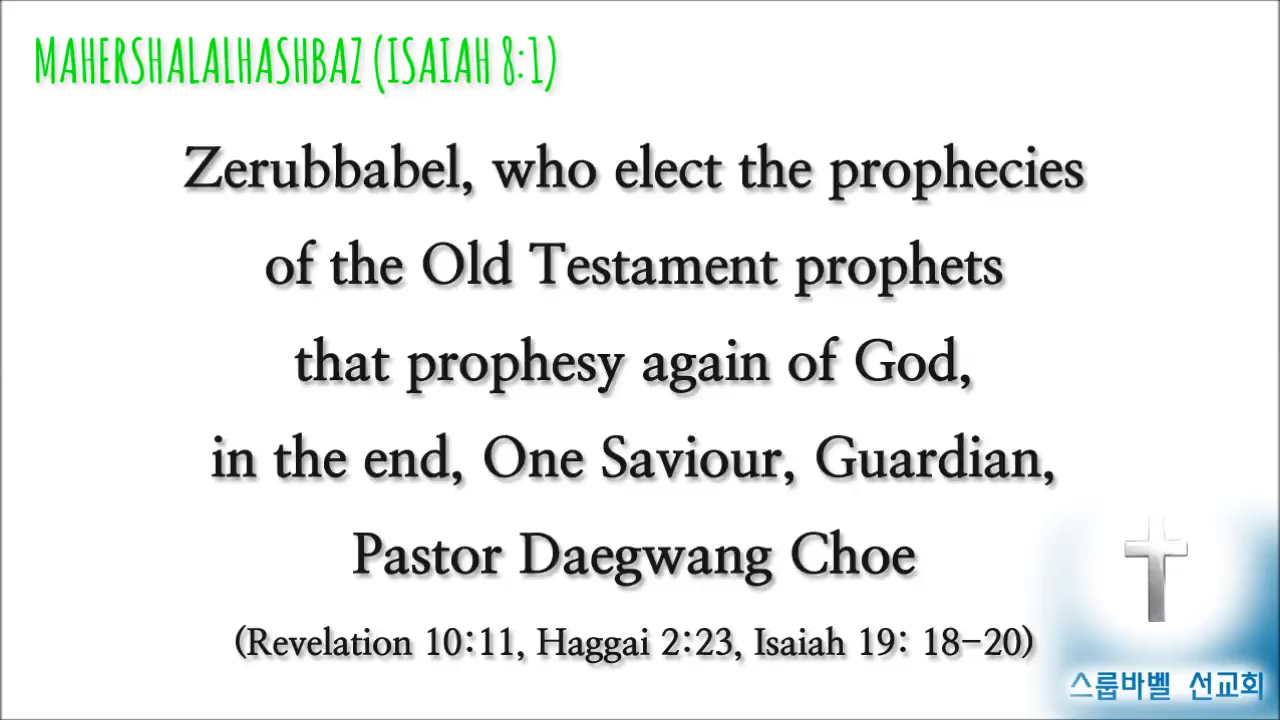 MAHERSHALALHASHBAZ (ISAIAH 8:1)
Zerubbabel, who elect the prophecies
of the Old Testament prophets
that prophesy again of God,
in the end, One Saviour, Guardian,
Pastor Daegwang Choe
(Revelation 10:11, Haggai 2:23, Isaiah 19: 18-20)
스룹바벨 선교회